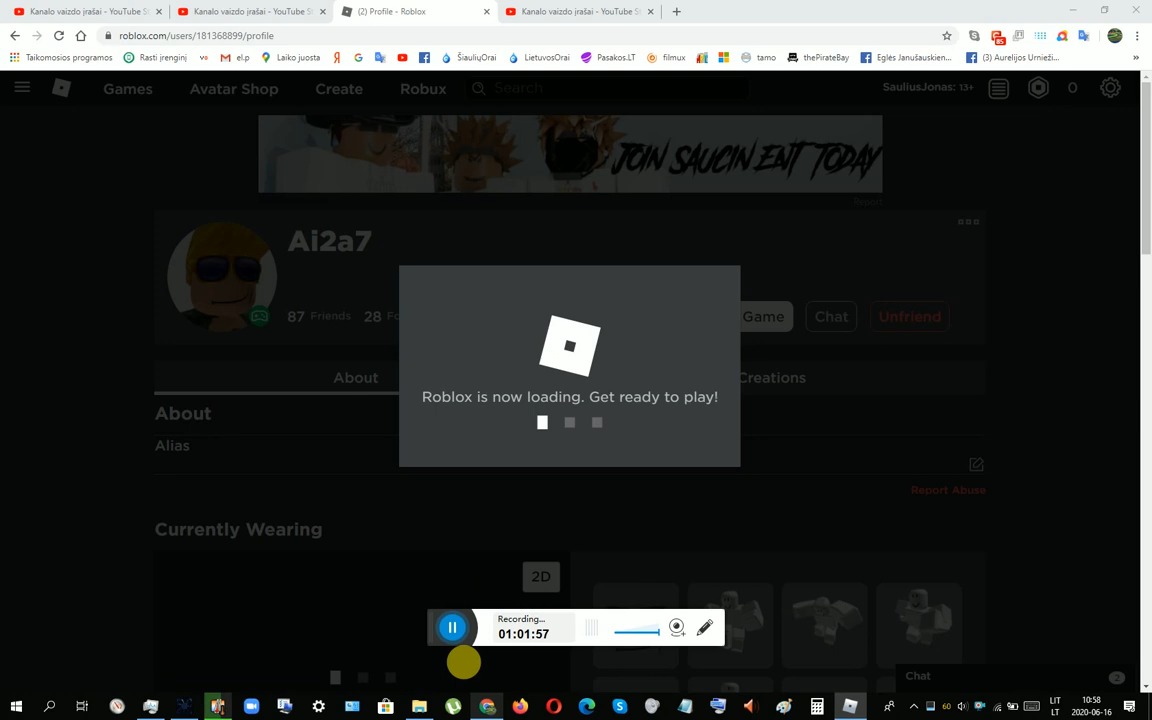 Kanalo vaizdo įrašai - YouTube St
Kanalo vaizdo įrašai - YouTube St
(2) Profile - Roblox
Kanalo vaizdo įrašai - YouTube St
roblox.com/users/181368899/profile
Taikomosios programos
Rasti įrenginį
el.p
Laiko juosta
ŠiauliųOrai
LietuvosOrai
Pasakos.LT
filmux
tamo
thePirateBay
Eglės Janušauskien...
(3) Aurelijos Urnieži...
Games
Avatar Shop
Create
Robux
Search
SauliusJonas: 13+
0
JOIN SAUCIN ENT TODAY
Report
Ai2a7
87 Friends
28 Fo
Game
Chat
Unfriend
About
Creations
Roblox is now loading. Get ready to play!
About
Alias
Report Abuse
Currently Wearing
2D
Recording...
01:01:57
Chat
2
60
LIT
LT
10:58
2020-06-16